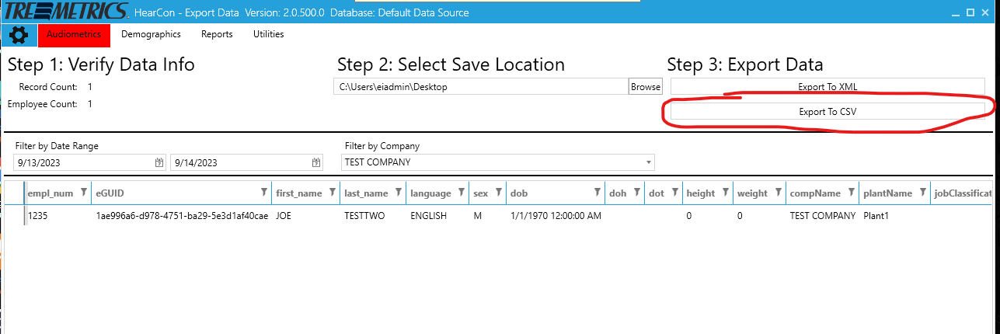 TREMETRICS. HearCon - Export Data Version: 2.0.500.0 Database: Default Data Source
Audiometrics Demographics Reports Utilities
Step 1: Verify Data Info Step 2: Select Save Location Step 3: Export Data
Record Count: 1 C:\Users\eiadmin\Desktop Browse Export To XML
Employee Count: 1
Export To CSV
Filter by Date Range Filter by Company
9/13/2023 9/14/2023 TEST COMPANY
empl_num eGUID first_name last_name language sex dob doh dot height weight compName plantName jobClassificat
1235 1ae996a6-d978-4751-ba29-5e3d1af40cae JOE TESTTWO ENGLISH M 1/1/1970 12:00:00 AM 0 0 TEST COMPANY Plant1